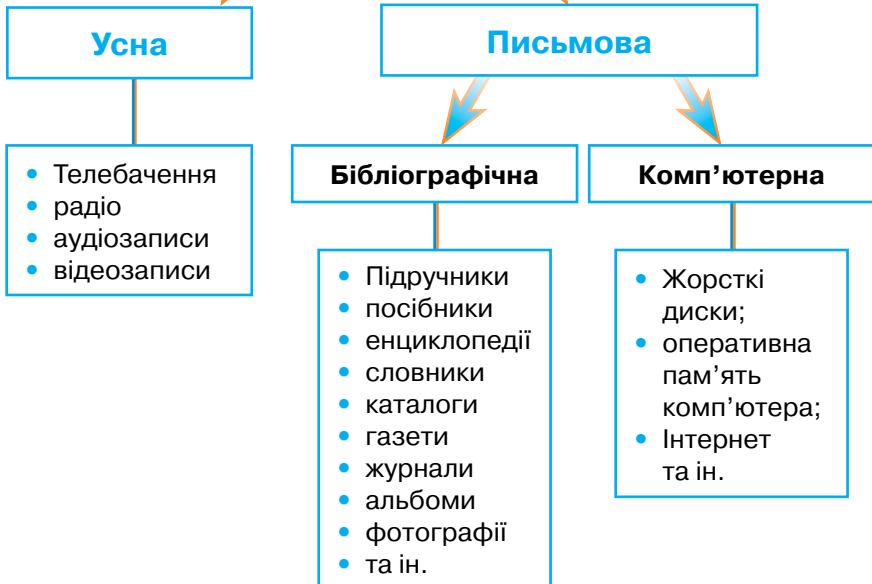 Усна
Письмова
• Телебачення
• радіо
• аудіозаписи
• відеозаписи
Бібліографічна
• Підручники
• посібники
• енциклопедії
• словники
• каталоги
• газети
• журнали
• альбоми
• фотографії
• та ін.
Комп’ютерна
• Жорсткі
диски;
• оперативна
пам’ять
комп’ютера;
• Інтернет
та ін.